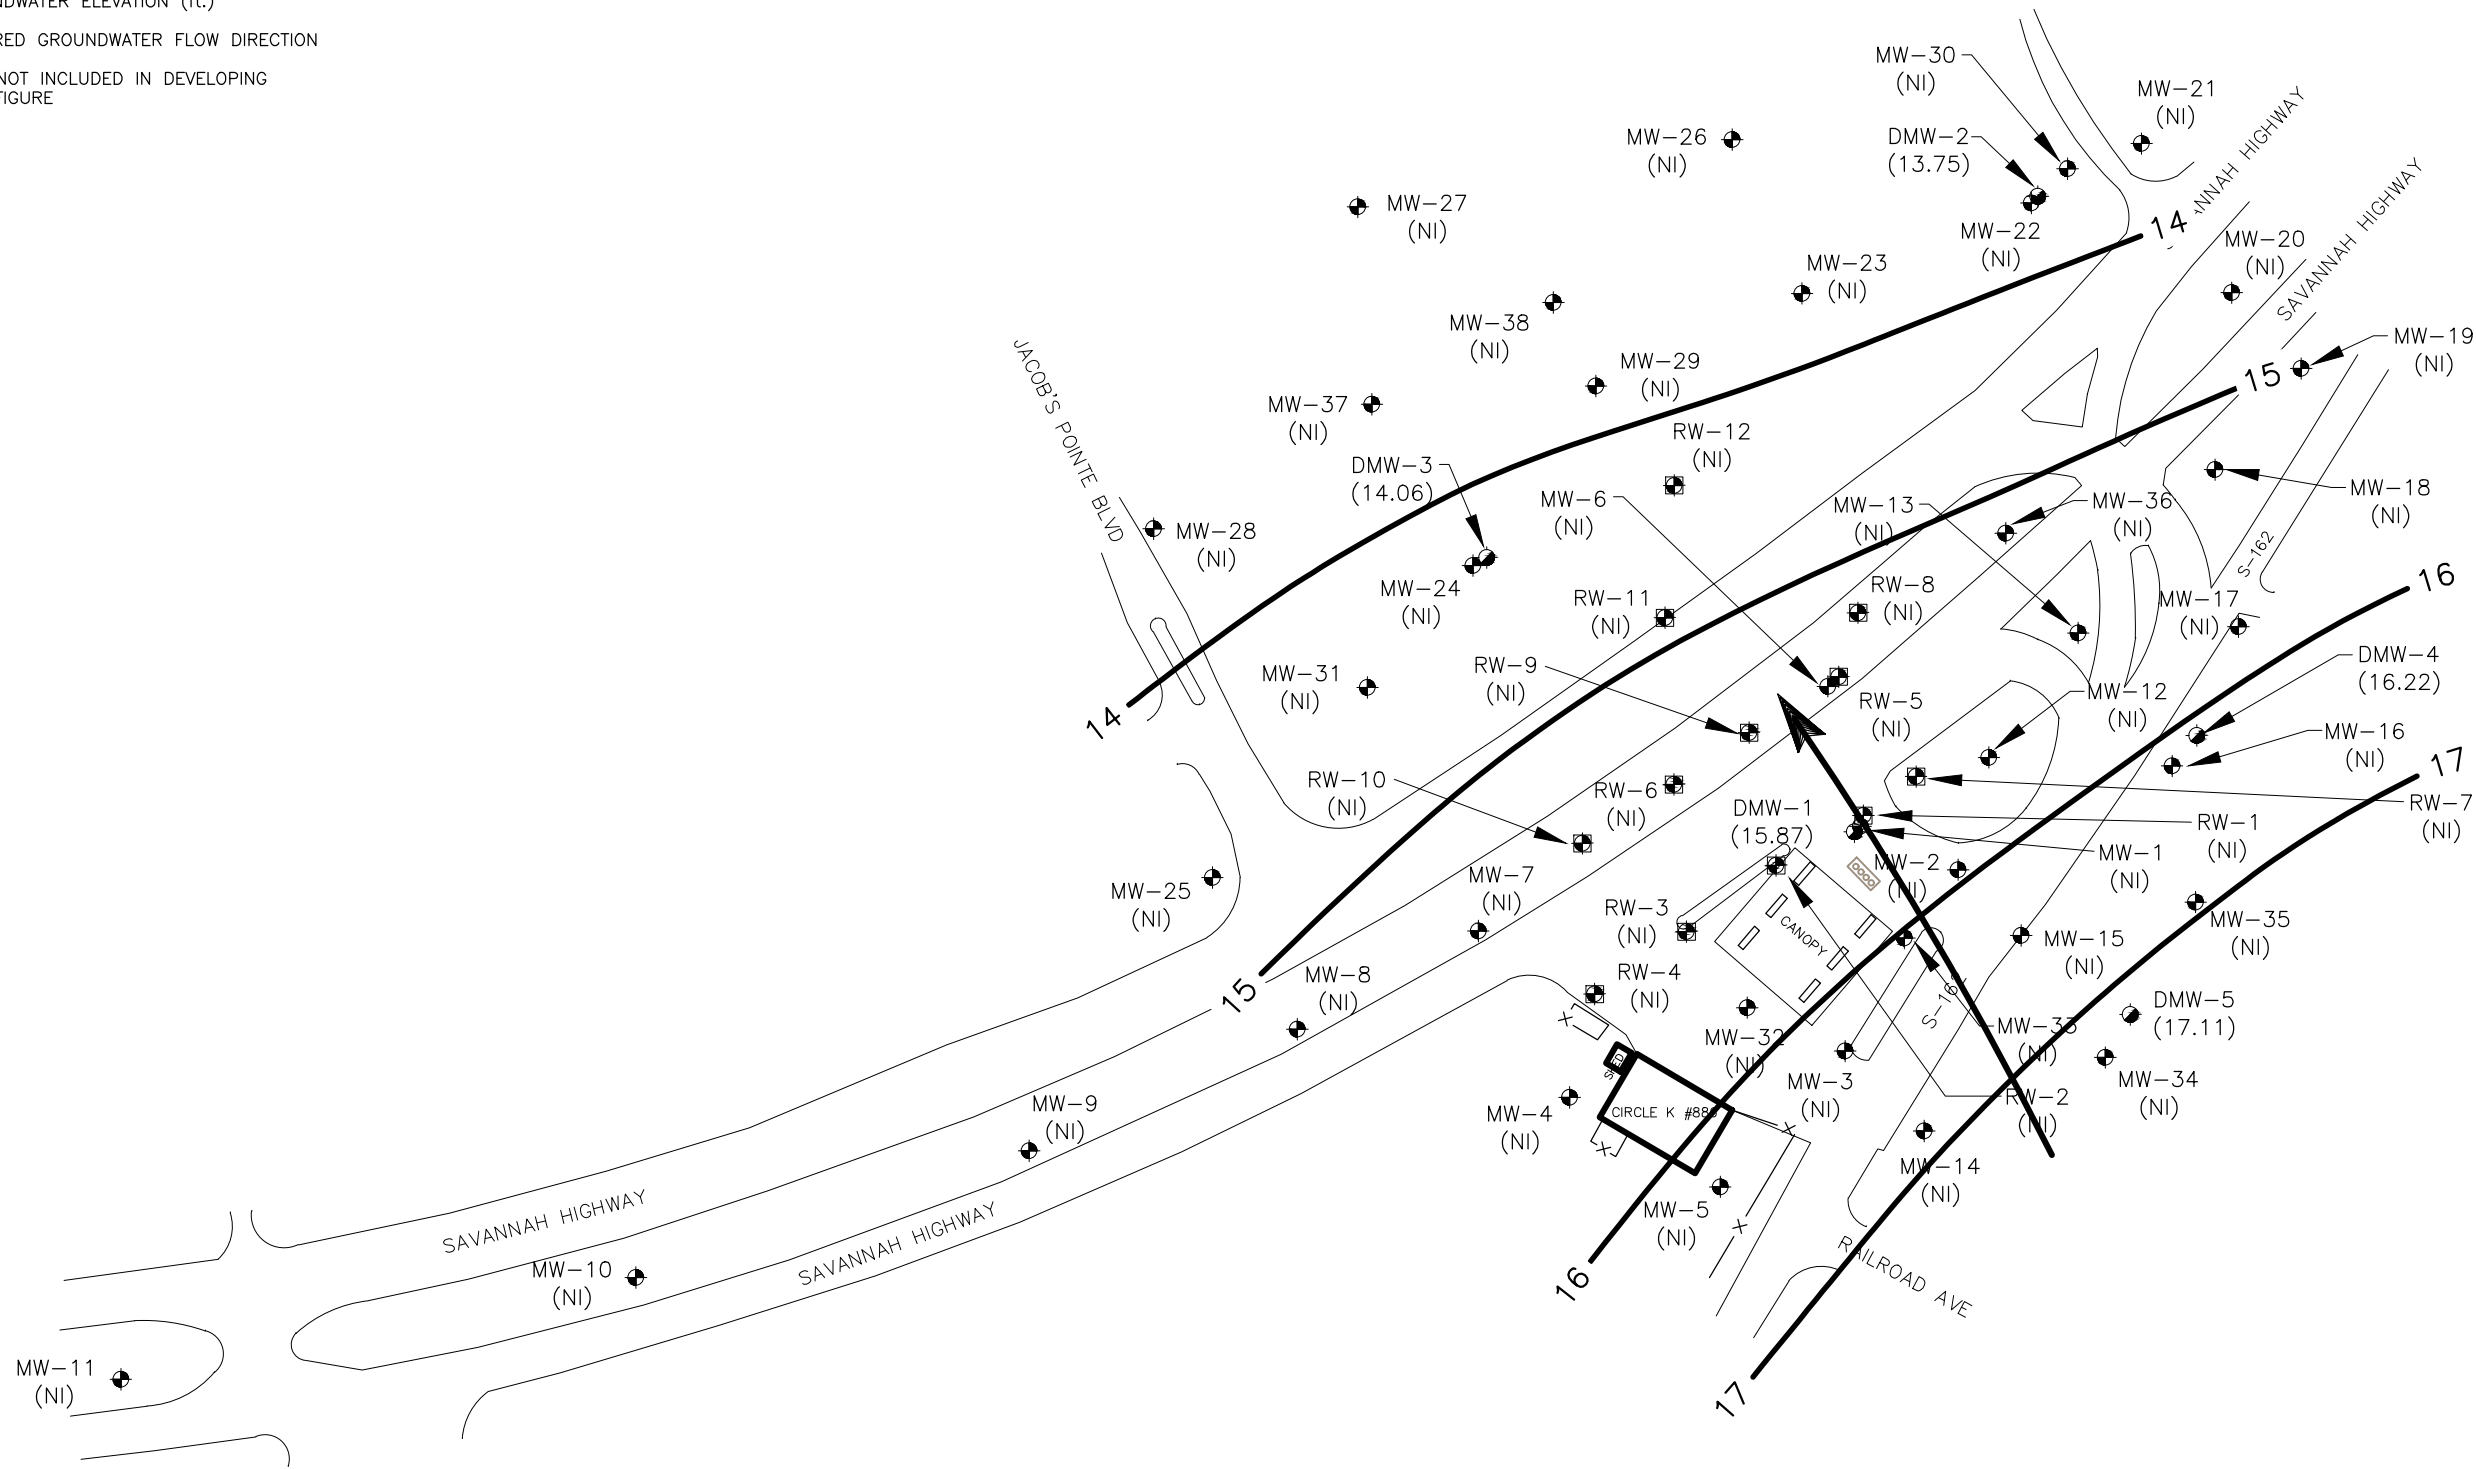 ELEVATION (ft.)
GROUNDWATER FLOW DIRECTION
NOT INCLUDED IN DEVELOPING
MW-30
(NI)
MW-21
(NI)
MW-26
(NI)
DMW-2
(13.75)
MW-27
(NI)
MW-22
(NI)
14
SAVANNAH HIGHWAY
MW-20
(NI)
MW-23
(NI)
MW-38
(NI)
MW-19
(NI)
MW-29
(NI)
15
JACOB'S POINTE BLVD
MW-37
(NI)
RW-12
(NI)
DMW-3
(14.06)
MW-6
(NI)
MW-13
(NI)
MW-36
(NI)
MW-18
(NI)
MW-28
(NI)
S-162
16
MW-24
(NI)
RW-11
(NI)
RW-8
(NI)
MW-17
(NI)
DMW-4
(16.22)
RW-9
(NI)
MW-31
(NI)
RW-5
(NI)
MW-12
(NI)
14
MW-16
(NI)
17
RW-10
(NI)
RW-6
(NI)
DMW-1
(15.87)
RW-7
(NI)
RW-1
(NI)
MW-1
(NI)
MW-2
(NI)
MW-7
(NI)
MW-25
(NI)
RW-3
(NI)
CANOPY
MW-15
(NI)
MW-35
(NI)
MW-8
(NI)
RW-4
(NI)
15
DMW-5
(17.11)
X
MW-32
(NI)
MW-33
(NI)
SHED
MW-3
(NI)
MW-34
(NI)
RW-2
(NI)
MW-9
(NI)
MW-4
(NI)
CIRCLE K
X
X
MW-14
(NI)
SAVANNAH HIGHWAY
SAVANNAH HIGHWAY
MW-5
(NI)
X
RAILROAD AVE
MW-10
(NI)
16
MW-11
(NI)
17